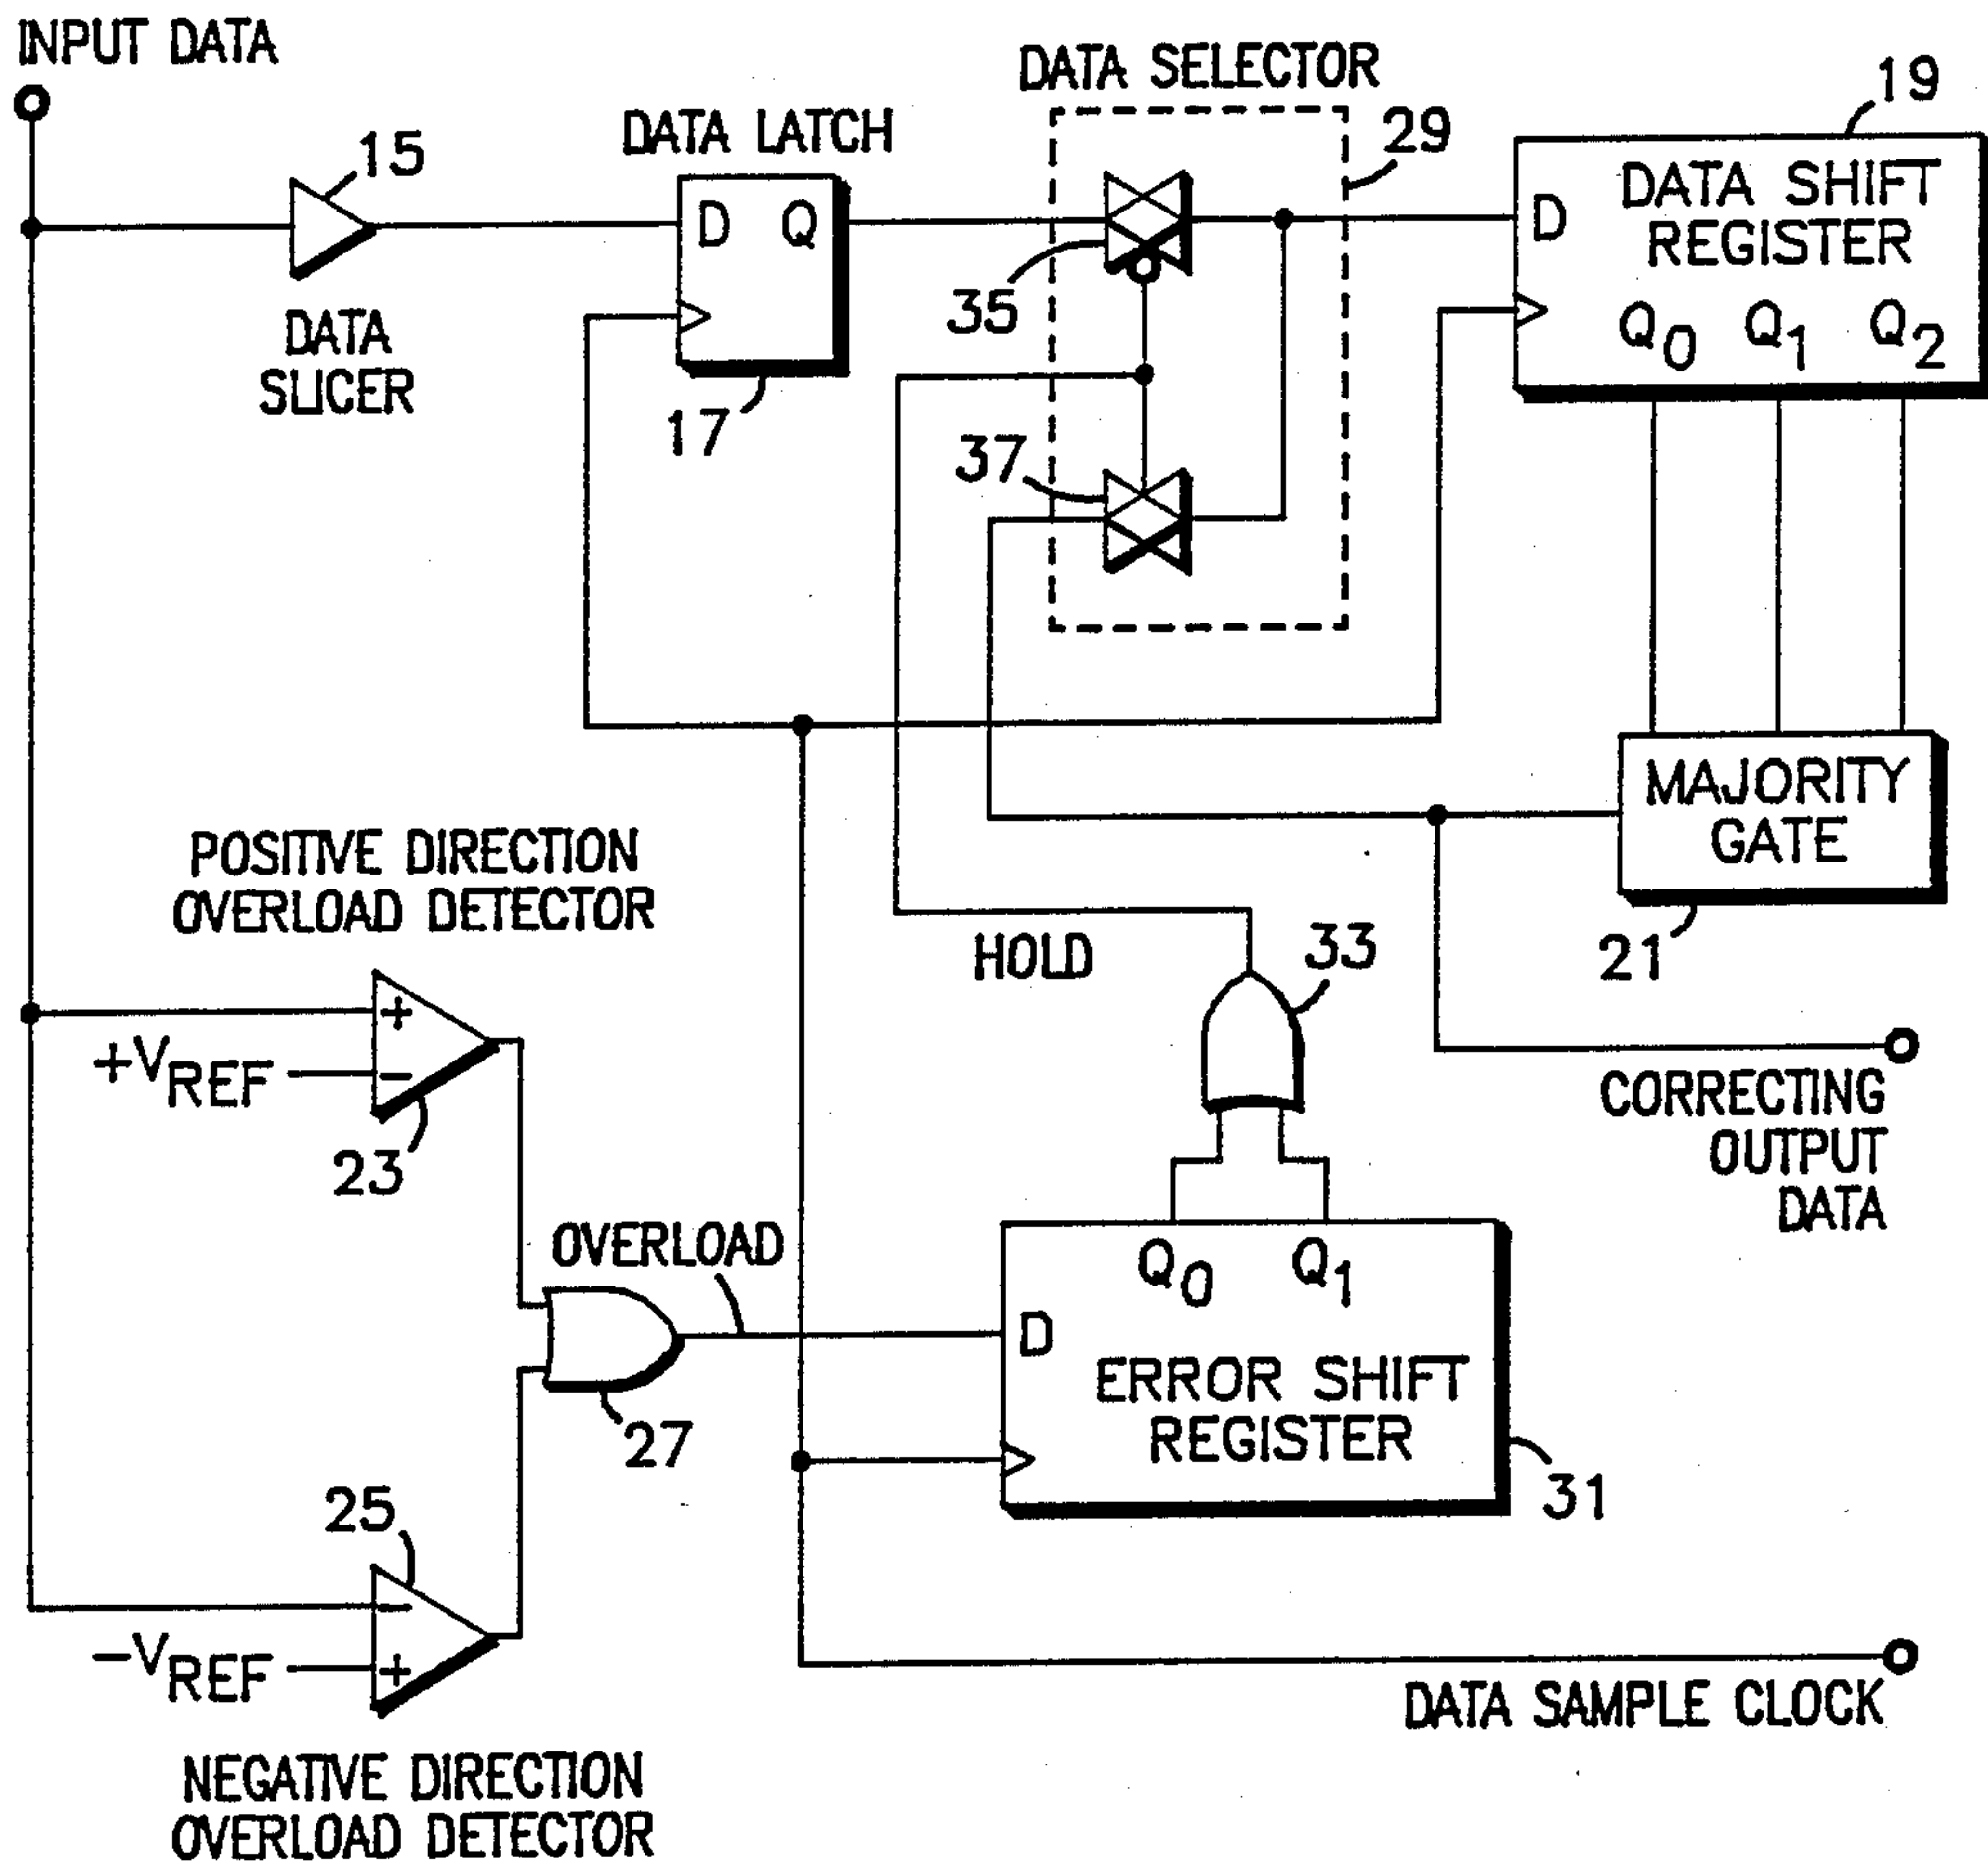 INPUT DATA
DATA SELECTOR
19
29
15
DATA LATCH
DATA SHIFT
REGISTER
D Q
D
Q0 Q1 Q2
35
DATA
SLICER
17
37
MAJORITY
GATE
21
POSITIVE DIRECTION
OVERLOAD DETECTOR
HOLD
33
+
+VREF
−
23
CORRECTING
OUTPUT
DATA
OVERLOAD
Q0 Q1
D
ERROR SHIFT
REGISTER
27
31
25
−
−VREF
+
DATA SAMPLE CLOCK
NEGATIVE DIRECTION
OVERLOAD DETECTOR